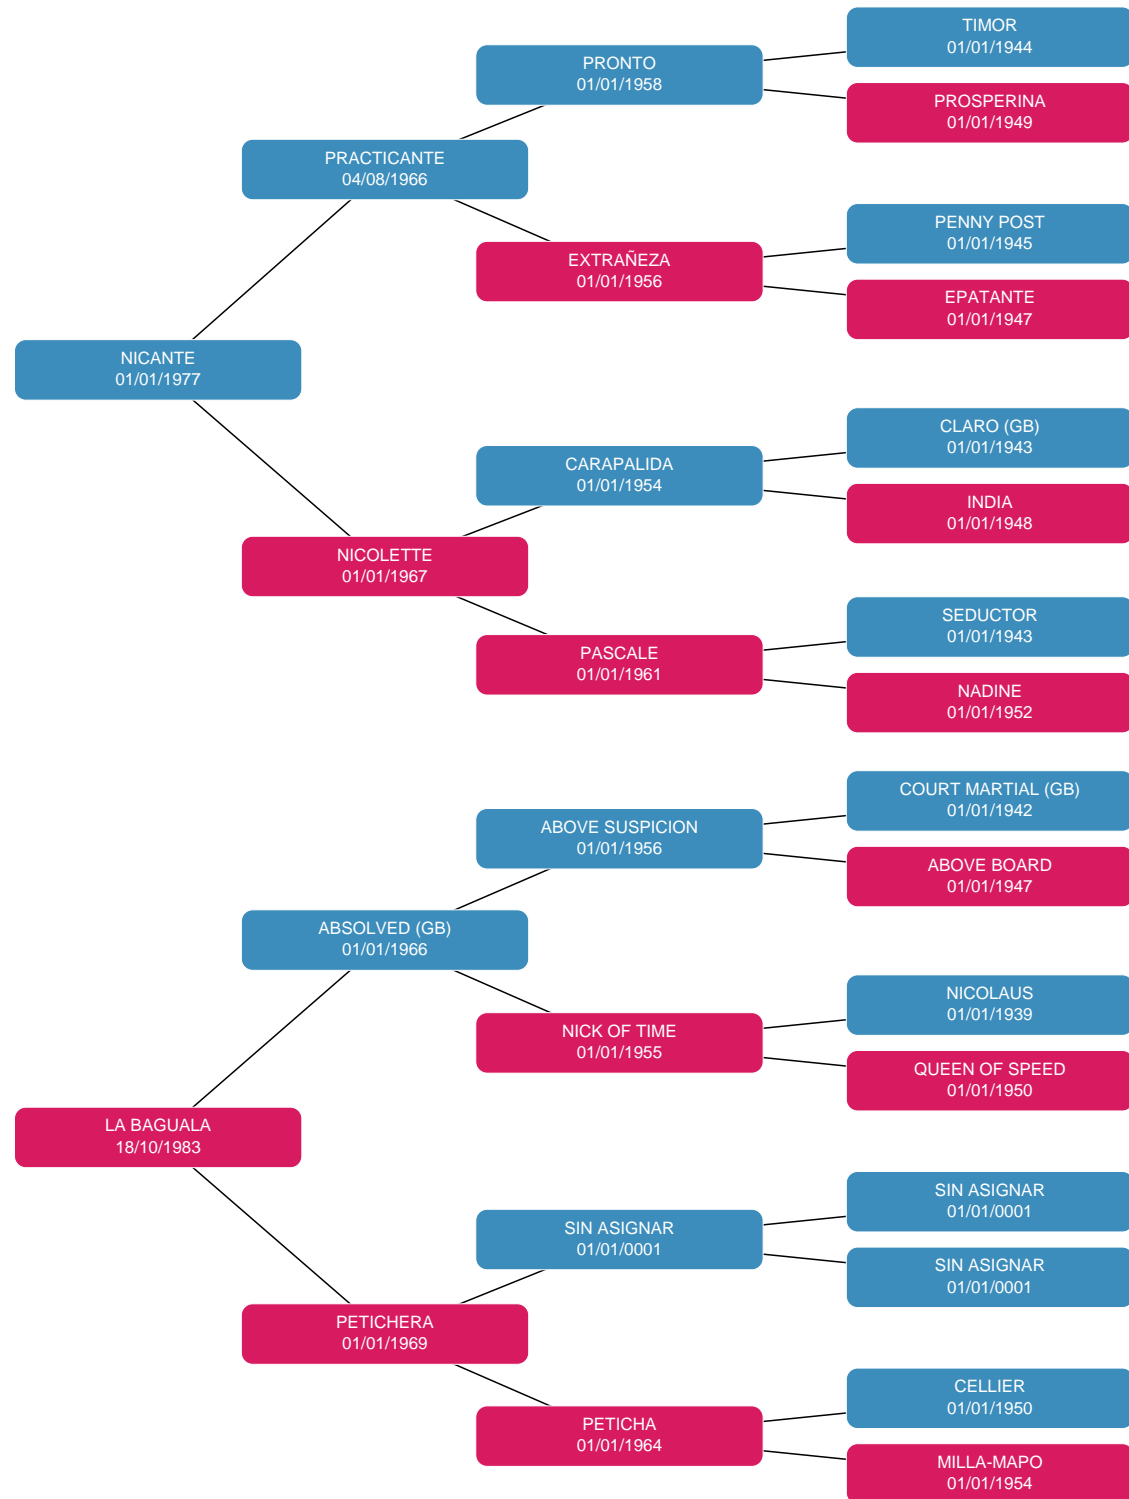 TIMOR
01/01/1944
PRONTO
01/01/1958
PROSPERINA
01/01/1949
PRACTICANTE
04/08/1966
PENNY POST
01/01/1945
EXTRAÑEZA
01/01/1956
EPATANTE
01/01/1947
NICANTE
01/01/1977
CLARO (GB)
01/01/1943
CARAPALIDA
01/01/1954
INDIA
01/01/1948
NICOLETTE
01/01/1967
SEDUCTOR
01/01/1943
PASCALE
01/01/1961
NADINE
01/01/1952
COURT MARTIAL (GB)
01/01/1942
ABOVE SUSPICION
01/01/1956
ABOVE BOARD
01/01/1947
ABSOLVED (GB)
01/01/1966
NICOLAUS
01/01/1939
NICK OF TIME
01/01/1955
QUEEN OF SPEED
01/01/1950
LA BAGUALA
18/10/1983
SIN ASIGNAR
01/01/0001
SIN ASIGNAR
01/01/0001
SIN ASIGNAR
01/01/0001
PETICHERA
01/01/1969
CELLIER
01/01/1950
PETICHA
01/01/1964
MILLA-MAPO
01/01/1954